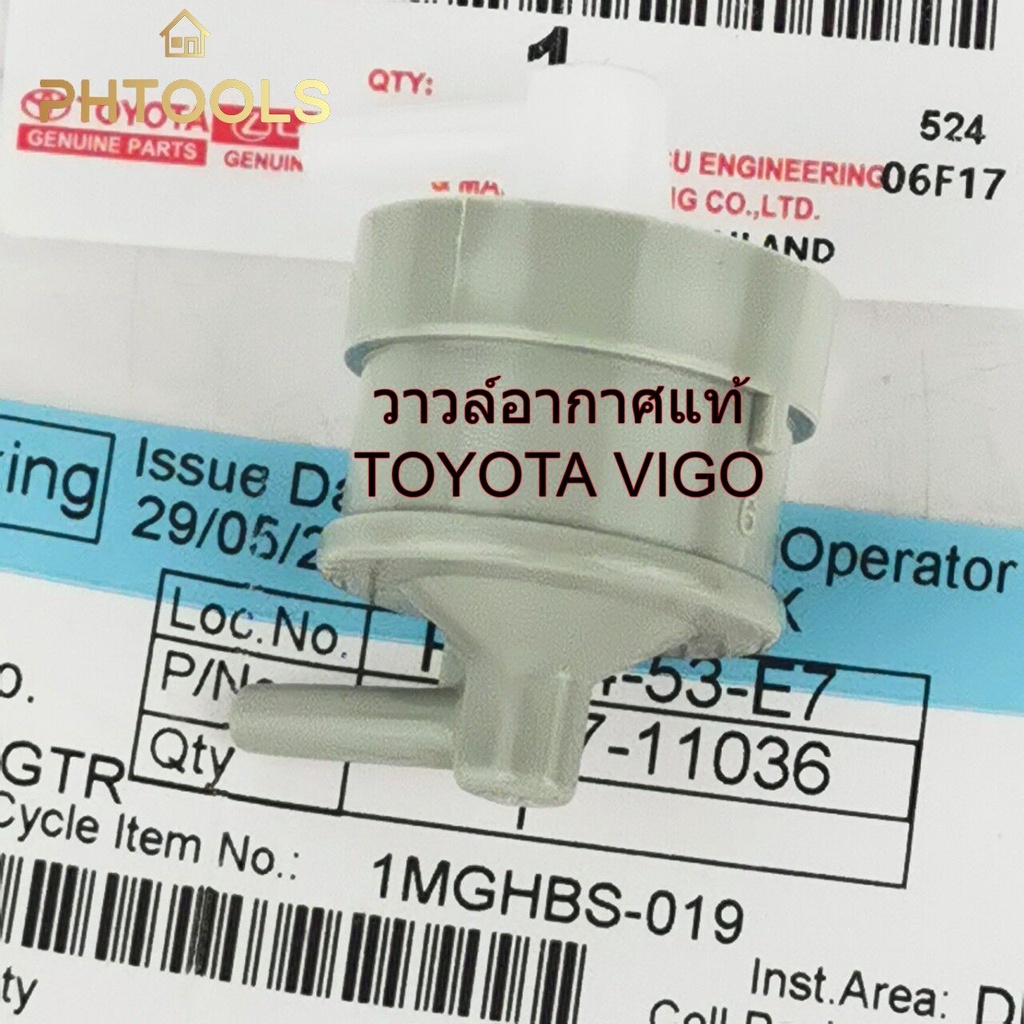 PHTOOLS
QTY: 1
TOYOTA
GENUINE PARTS
GENUIN
524
06F17
U ENGINEERING
CO.,LTD.
วาวล์อากาศแท้
TOYOTA VIGO
6
ing
Issue Da
29/05/2
Operator
Loc.No.
-53-E7
P/N
7-11036
Qty
GTR
Cycle Item No.: 1MGHBS-019
Inst.Area: